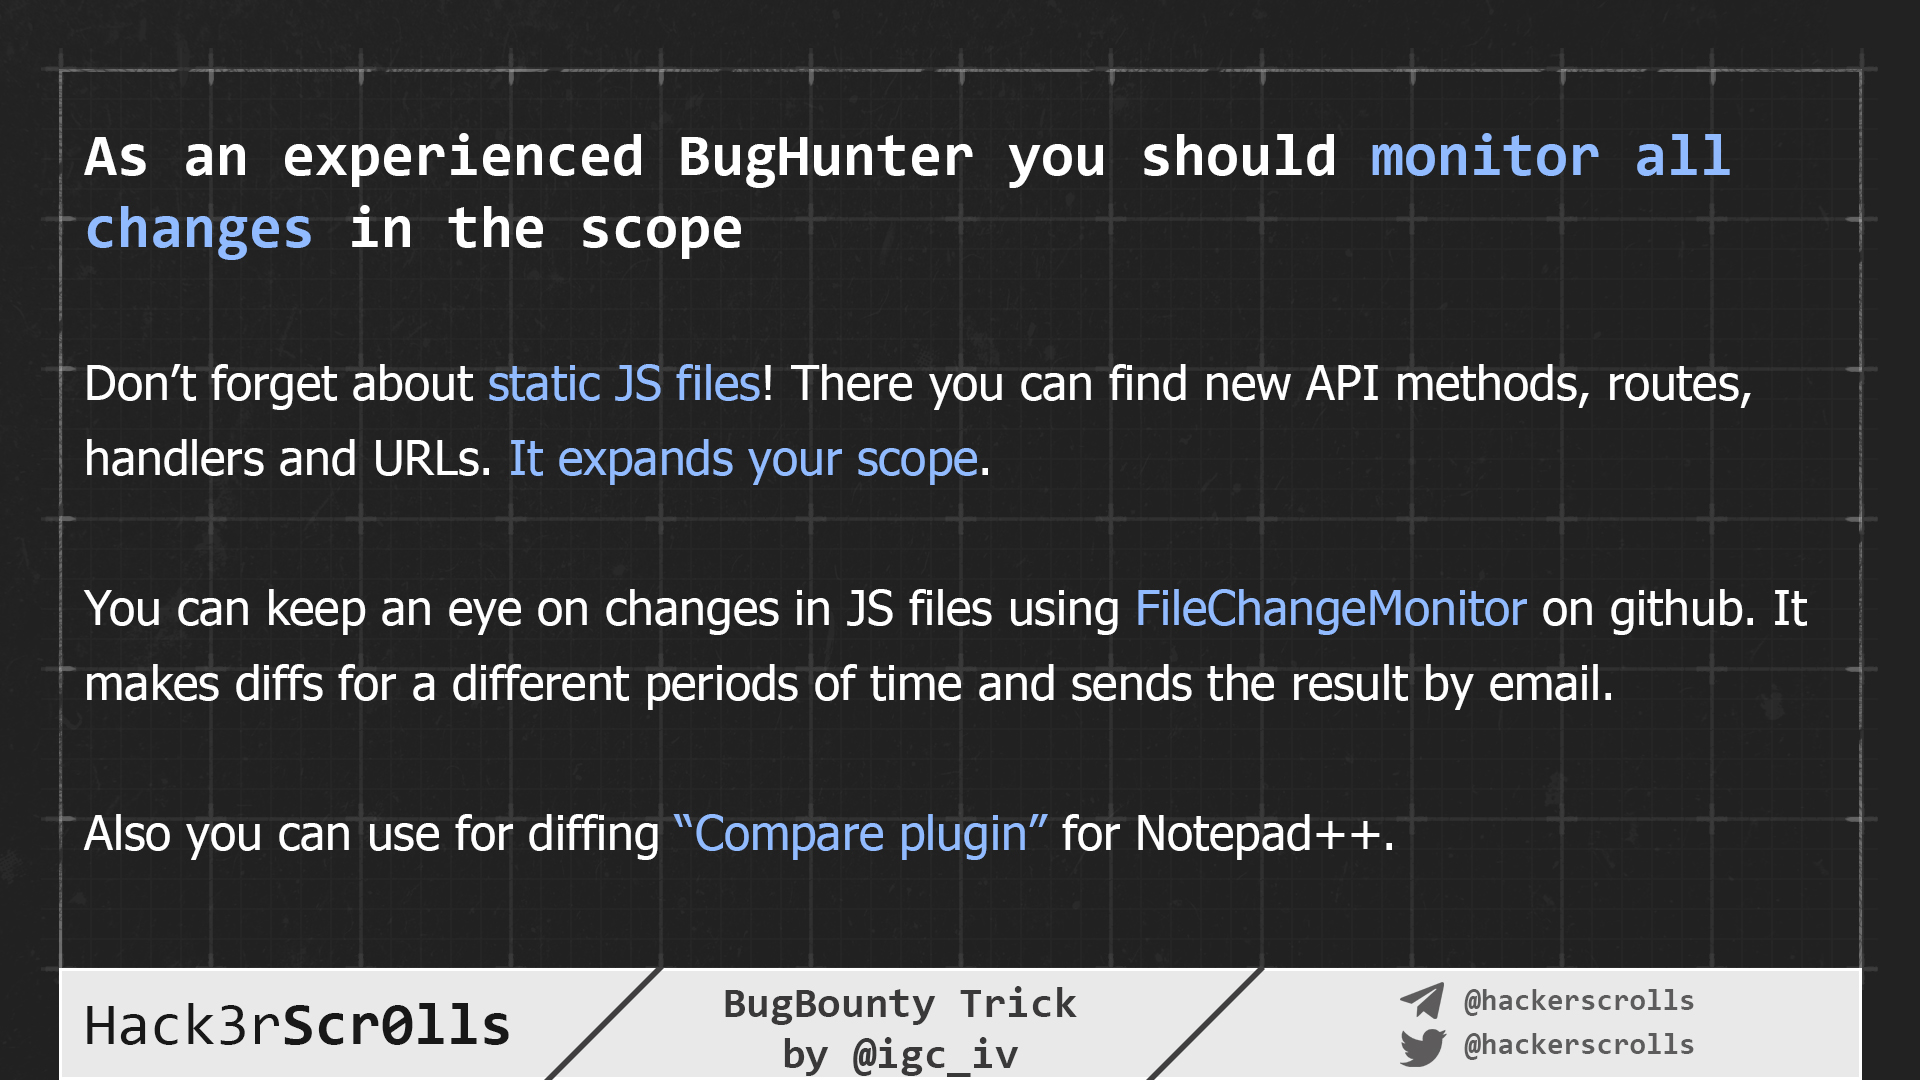 As an experienced BugHunter you should monitor all
changes in the scope
Don’t forget about static JS files! There you can find new API methods, routes,
handlers and URLs. It expands your scope.
You can keep an eye on changes in JS files using FileChangeMonitor on github. It
makes diffs for a different periods of time and sends the result by email.
Also you can use for diffing “Compare plugin” for Notepad++.
Hack3rScr0lls
BugBounty Trick
by @igc_iv
@hackerscrolls
@hackerscrolls